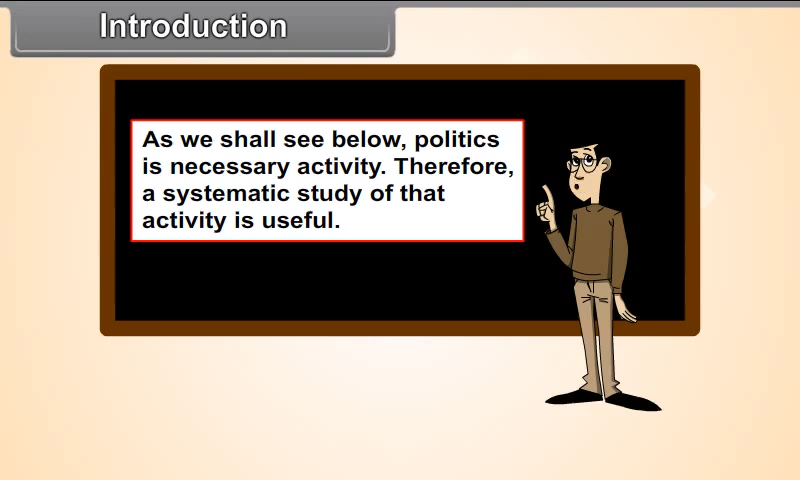 Introduction
As we shall see below, politics
is necessary activity. Therefore,
a systematic study of that
activity is useful.